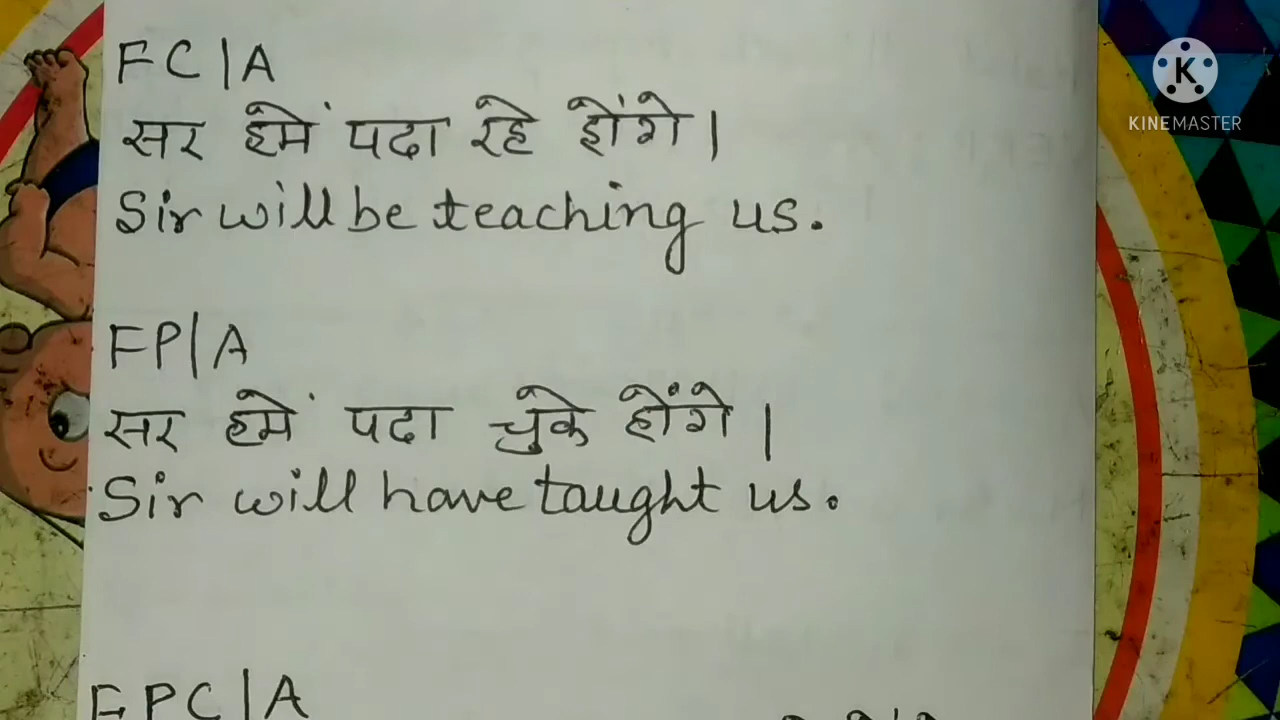 FC|A
सर हमें पढा रहे होंगे।
Sir will be teaching us.
FP|A
सर हमें पढा चुके होंगे।
Sir will have taught us.
FPC|A
K
KINEMASTER